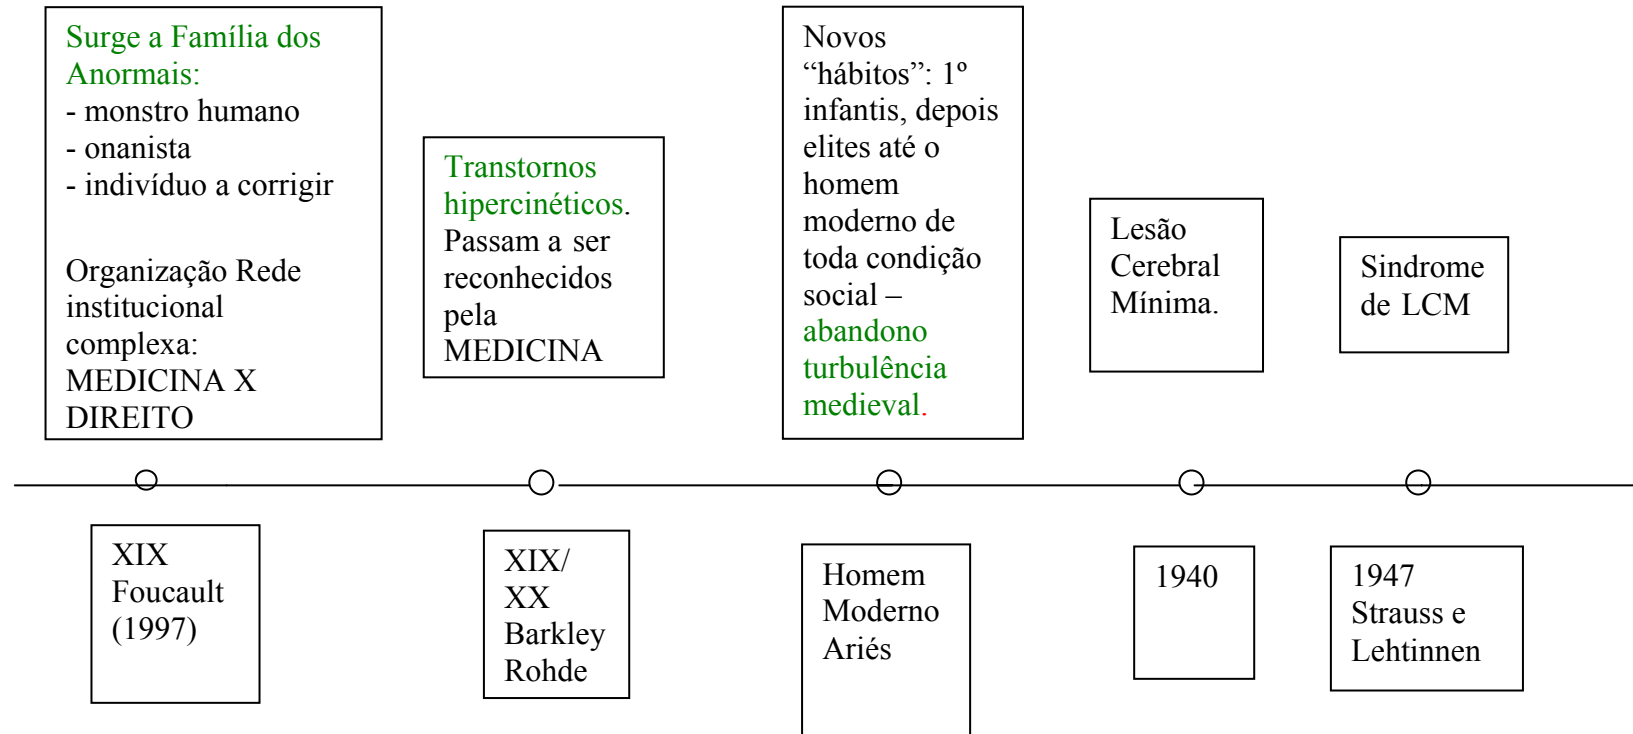 Surge a Família dos
Anormais:
- monstro humano
- onanista
- indivíduo a corrigir
Organização Rede
institucional
complexa:
MEDICINA X
DIREITO
Transtornos
hipercinéticos.
Passam a ser
reconhecidos
pela
MEDICINA
Novos
“hábitos”: 1º
infantis, depois
elites até o
homem
moderno de
toda condição
social –
abandono
turbulência
medieval.
Lesão
Cerebral
Mínima.
Sindrome
de LCM
XIX
Foucault
(1997)
XIX/
XX
Barkley
Rohde
Homem
Moderno
Ariés
1940
1947
Strauss e
Lehtinnen